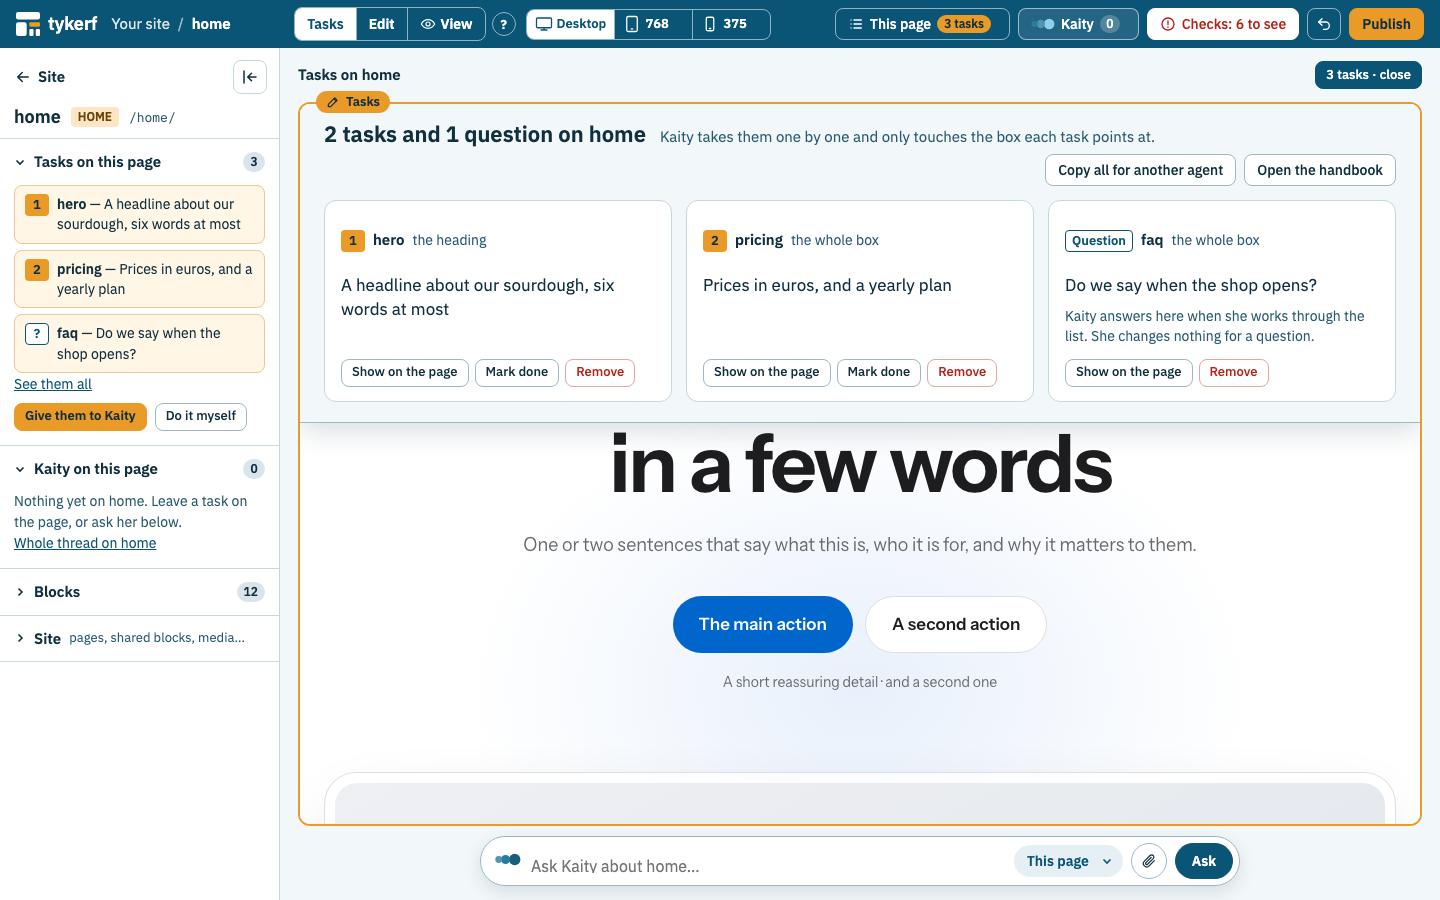 tykerf Your site / home
Tasks Edit View ? Desktop 768 375
This page 3 tasks Kaity 0 Checks: 6 to see Publish
Site
home HOME /home/
Tasks on this page 3
1 hero — A headline about our
sourdough, six words at most
2 pricing — Prices in euros, and a
yearly plan
? faq — Do we say when the
shop opens?
See them all
Give them to Kaity Do it myself
Kaity on this page 0
Nothing yet on home. Leave a task on
the page, or ask her below.
Whole thread on home
Blocks 12
Site pages, shared blocks, media...
Tasks on home
3 tasks · close
Tasks
2 tasks and 1 question on home Kaity takes them one by one and only touches the box each task points at.
Copy all for another agent Open the handbook
1 hero the heading
A headline about our sourdough, six
words at most
Show on the page Mark done Remove
2 pricing the whole box
Prices in euros, and a yearly plan
Show on the page Mark done Remove
Question faq the whole box
Do we say when the shop opens?
Kaity answers here when she works through the
list. She changes nothing for a question.
Show on the page Remove
in a few words
One or two sentences that say what this is, who it is for, and why it matters to them.
The main action A second action
A short reassuring detail · and a second one
Ask Kaity about home... This page Ask